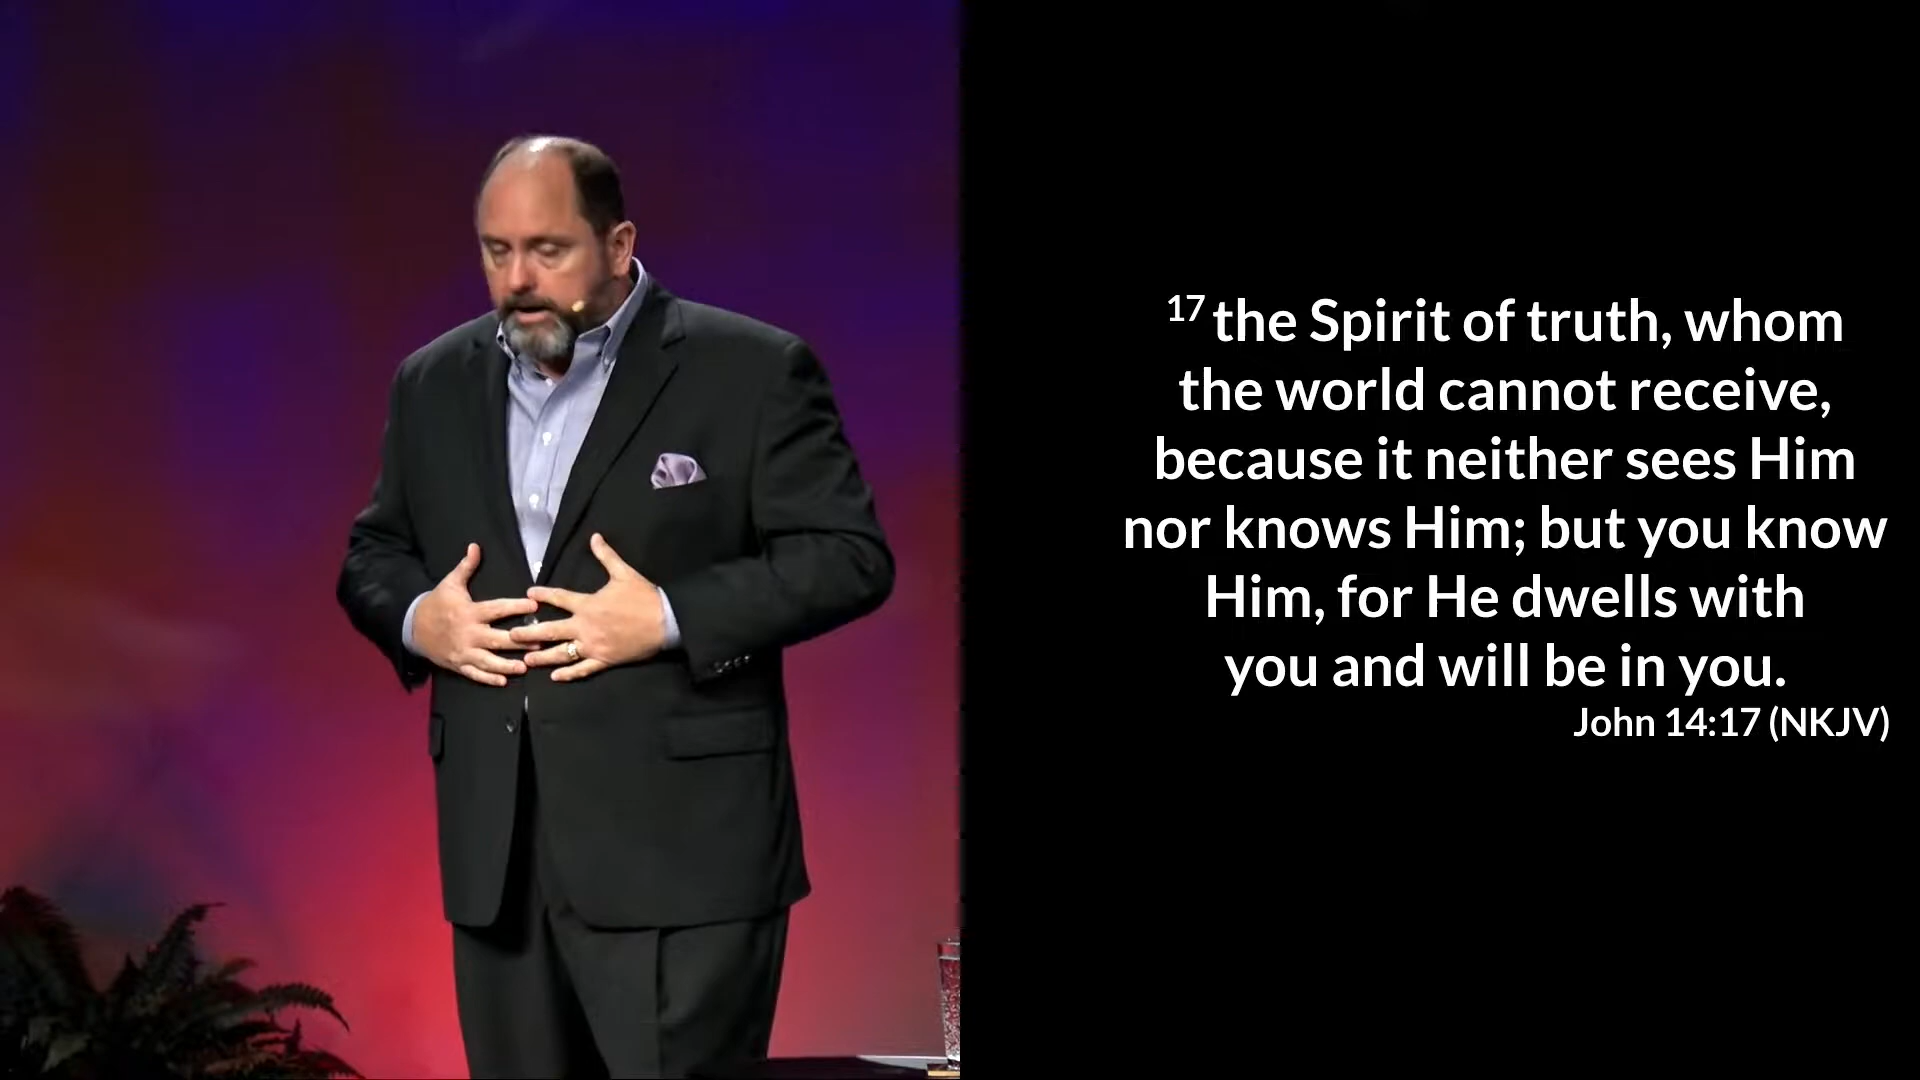 17 the Spirit of truth, whom
the world cannot receive,
because it neither sees Him
nor knows Him; but you know
Him, for He dwells with
you and will be in you.
John 14:17 (NKJV)